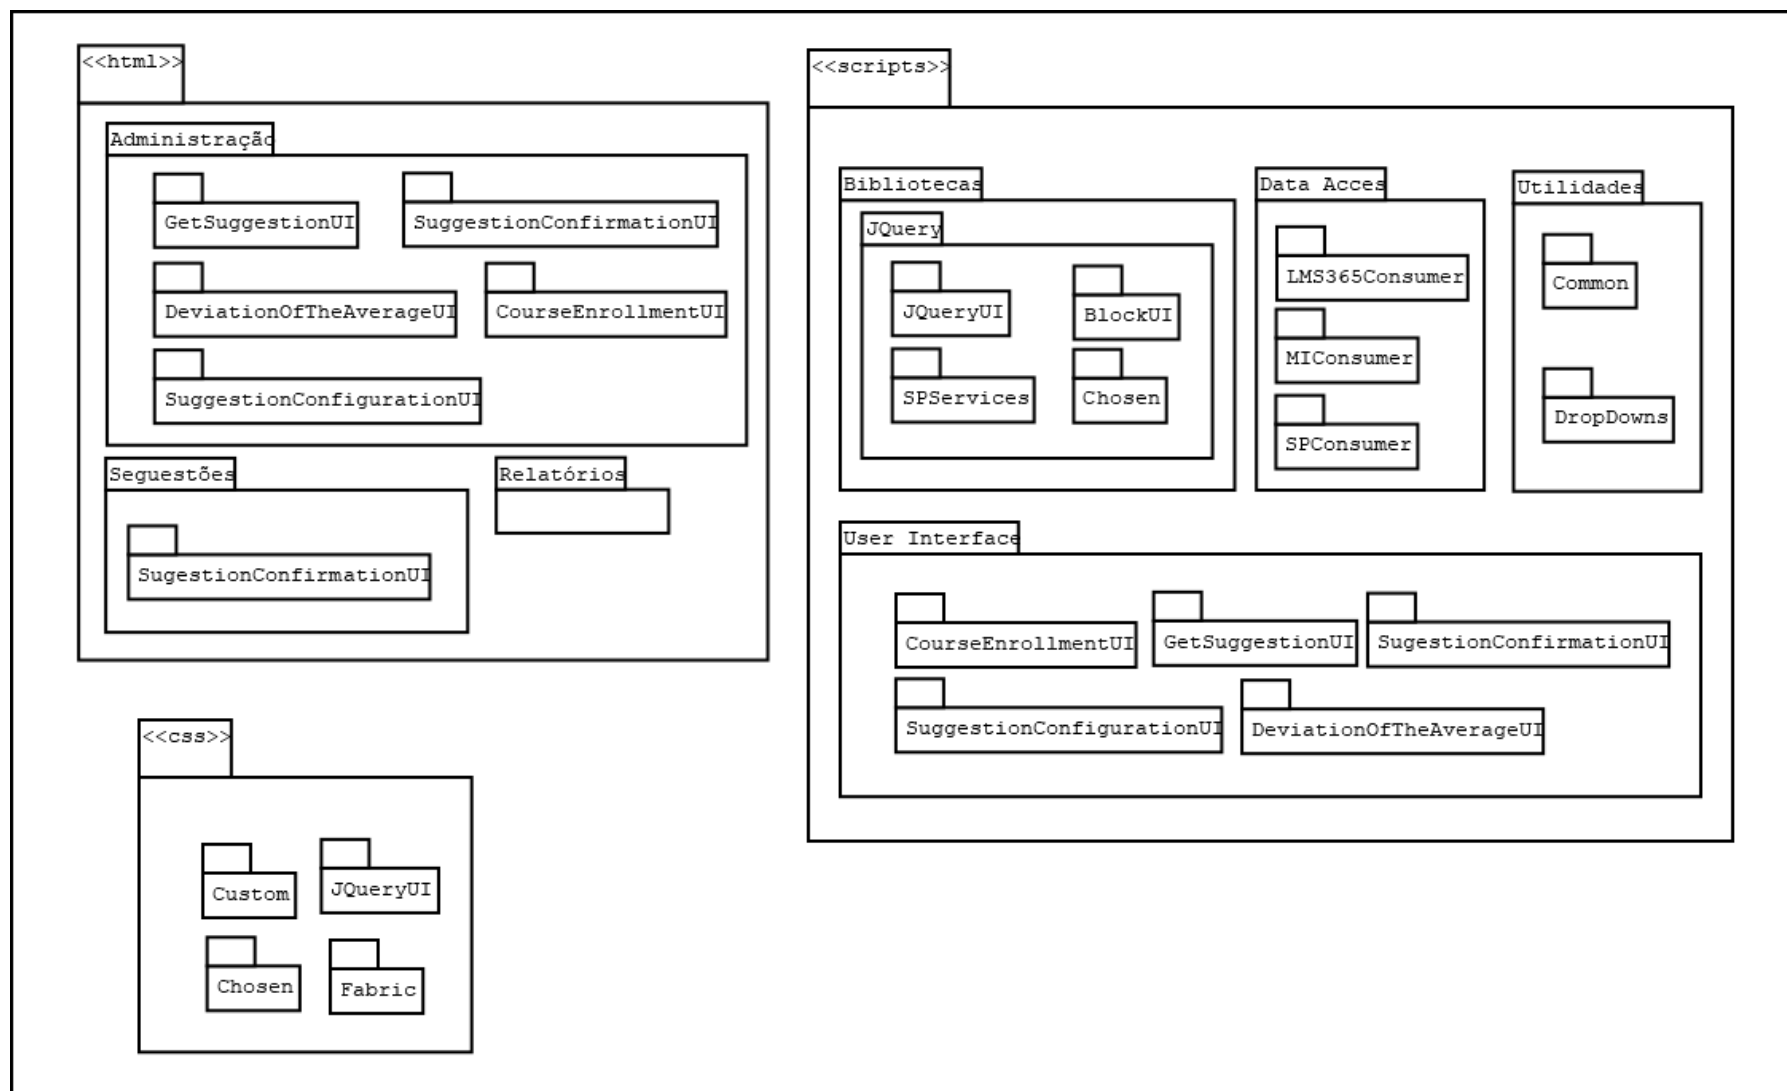 <<html>>
Administração
GetSuggestionUI
SuggestionConfirmationUI
DeviationOfTheAverageUI
CourseEnrollmentUI
SuggestionConfigurationUI
Seguestões
Relatórios
SugestionConfirmationUI
<<scripts>>
Bibliotecas
JQuery
JQueryUI
BlockUI
SPServices
Chosen
Data Acces
LMS365Consumer
MIConsumer
SPConsumer
Utilidades
Common
DropDowns
User Interface
CourseEnrollmentUI
GetSuggestionUI
SugestionConfirmationUI
SuggestionConfigurationUI
DeviationOfTheAverageUI
<<css>>
Custom
JQueryUI
Chosen
Fabric